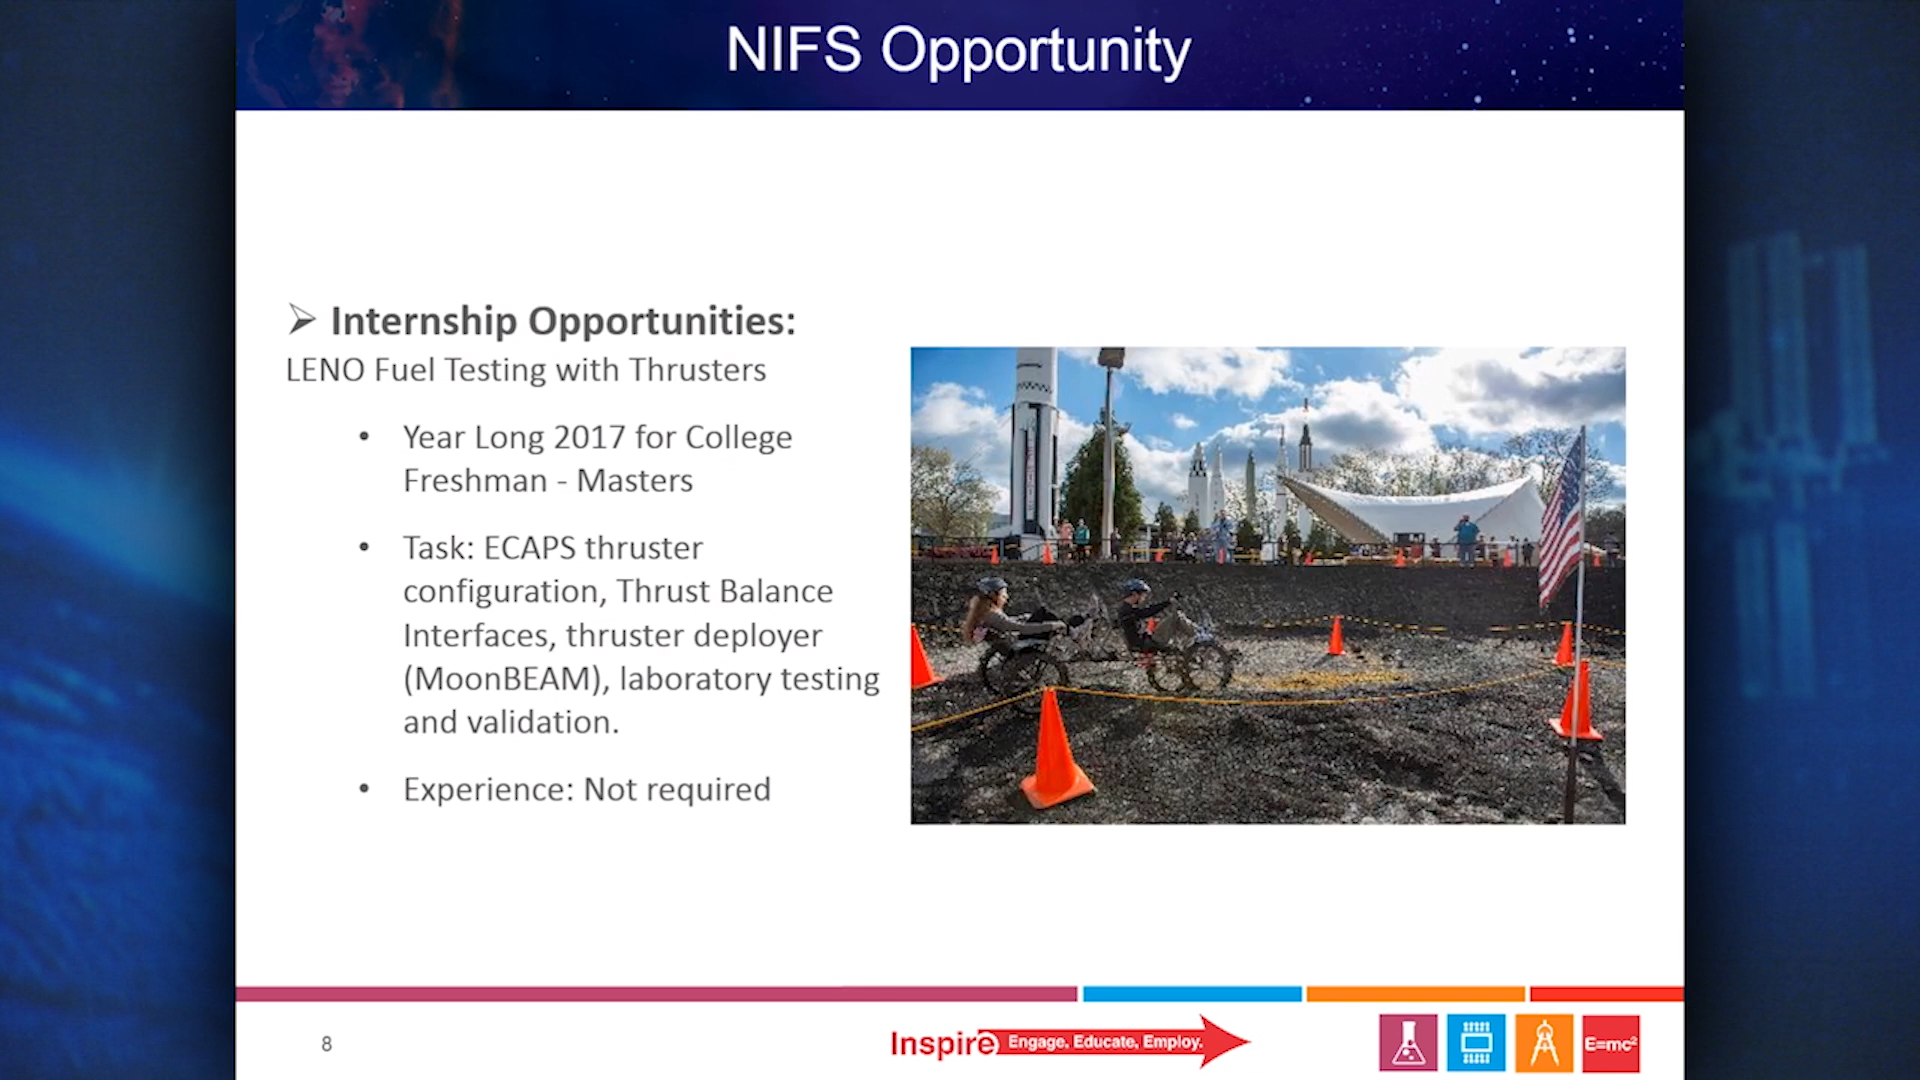 NIFS Opportunity
Internship Opportunities:
LENO Fuel Testing with Thrusters
• Year Long 2017 for College
Freshman - Masters
• Task: ECAPS thruster
configuration, Thrust Balance
Interfaces, thruster deployer
(MoonBEAM), laboratory testing
and validation.
• Experience: Not required
8
Inspire Engage. Educate. Employ.
E=mc²